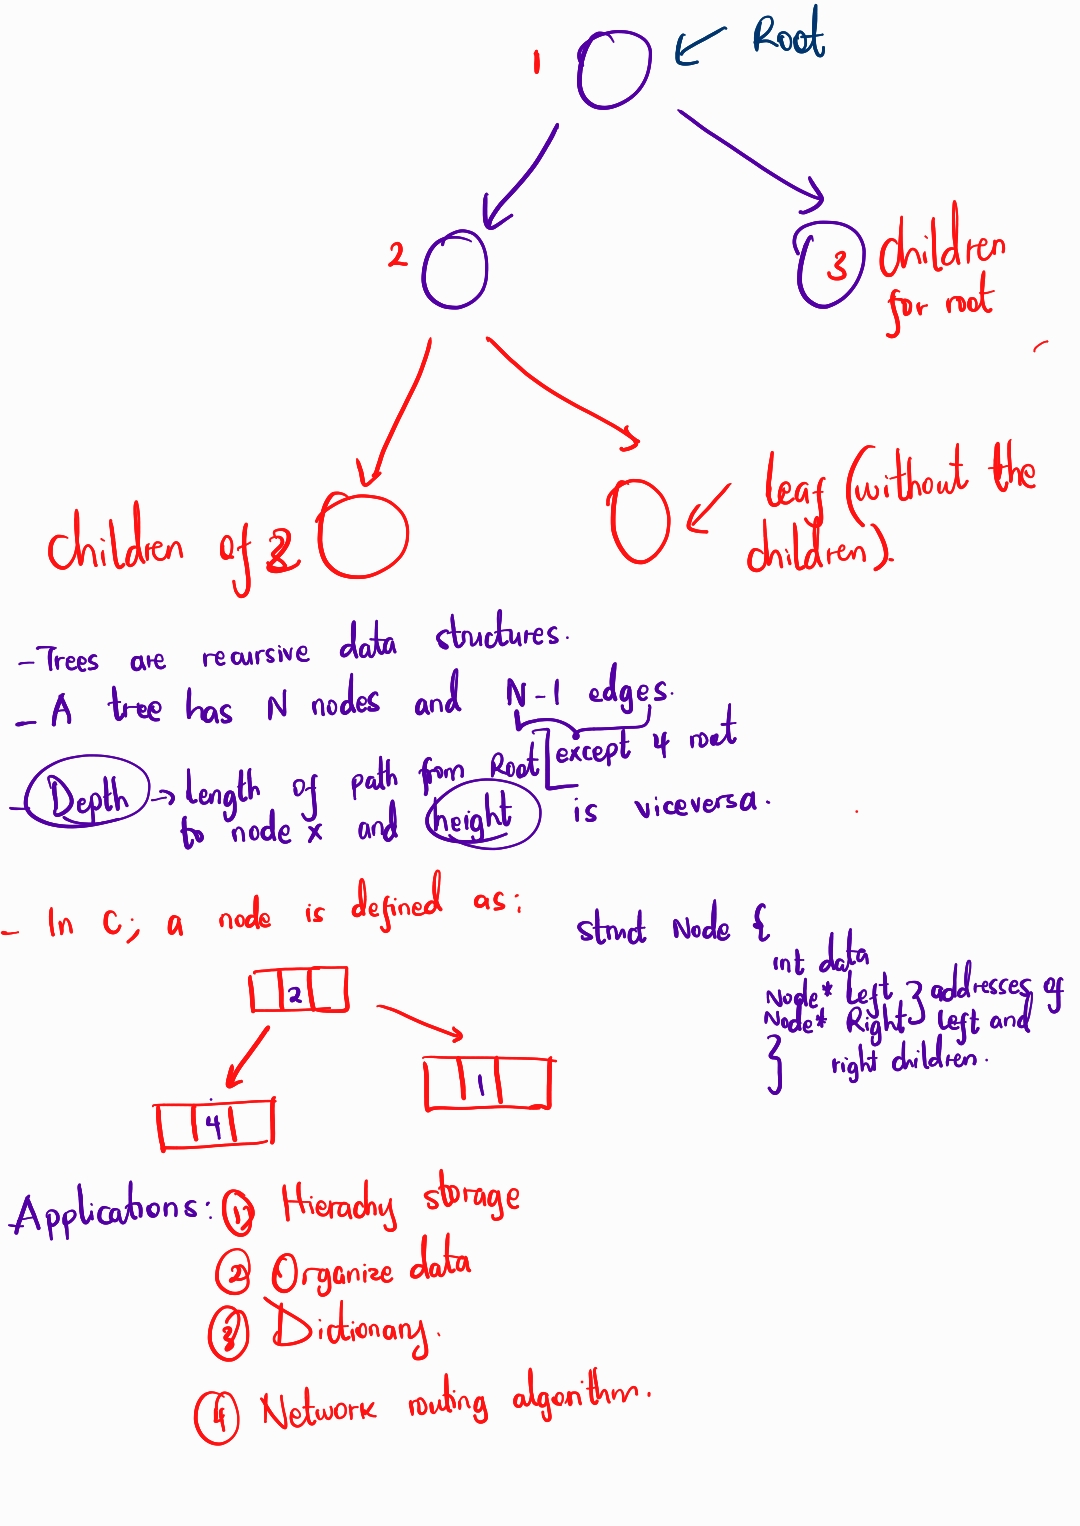 1
Root
2
3
children
for root
children of 2
leaf (without the
children).
- Trees are recursive data structures.
- A tree has N nodes and N-1 edges.
[except 4 root
- Depth → length of path from Root
to node x and height is viceversa.
- In C; a node is defined as:
struct Node {
int data
Node* Left
Node* Right
} addresses of
left and
right children.
}
2
4
1
Applications: 1) Hierachy storage
2 Organize data
3 Dictionary.
4 Network routing algorithm.